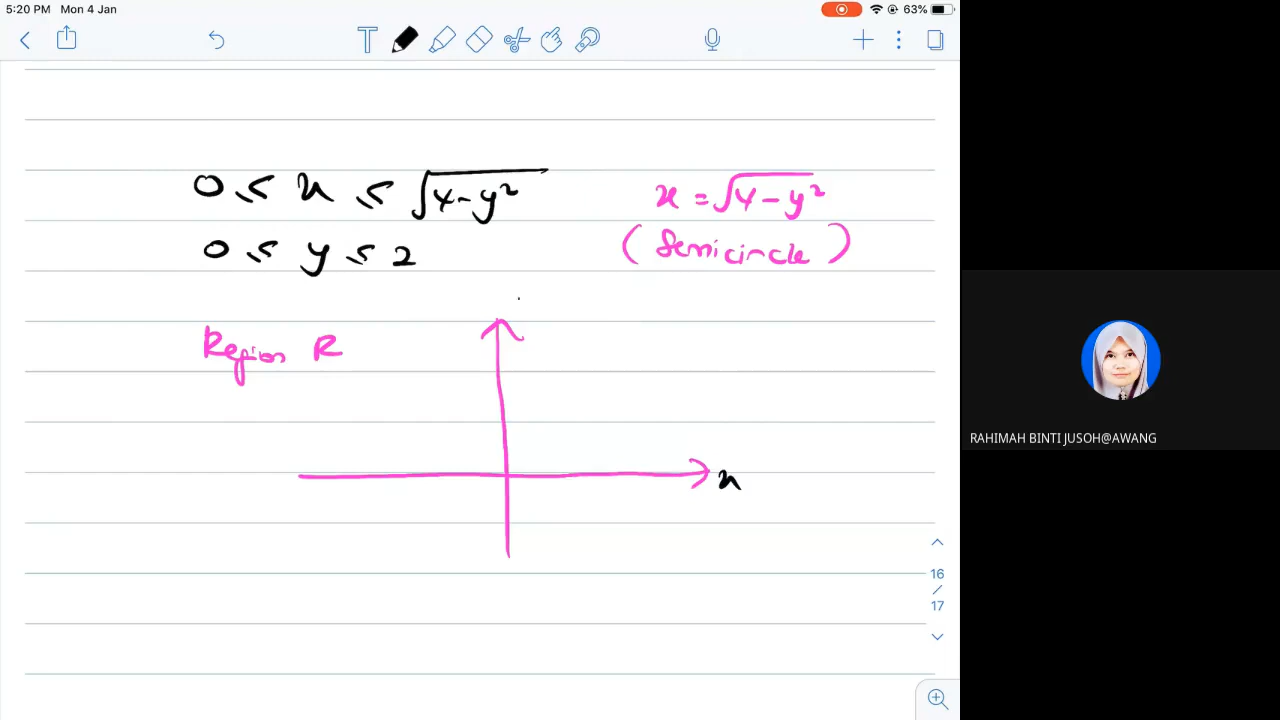 5:20 PM Mon 4 Jan
63%
0 ≤ x ≤ √4-y²
x = √4-y²
0 ≤ y ≤ 2
(Semicircle)
Region R
x
RAHIMAH BINTI JUSOH@AWANG
16
/
17